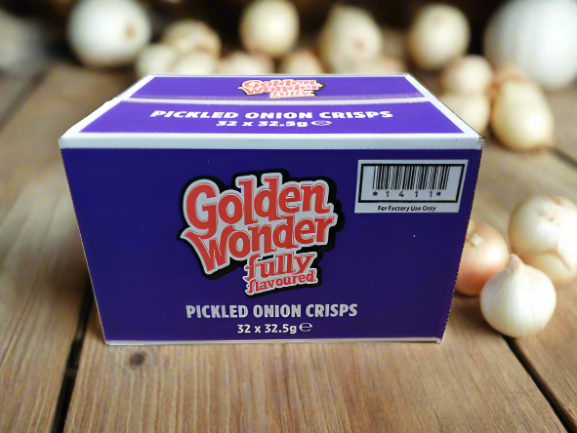 Golden
Wonder
fully
PICKLED ONION CRISPS
32 x 32.5g ℮
*1411*
For Factory Use Only
Golden
Wonder
fully
flavoured
PICKLED ONION CRISPS
32 x 32.5g ℮